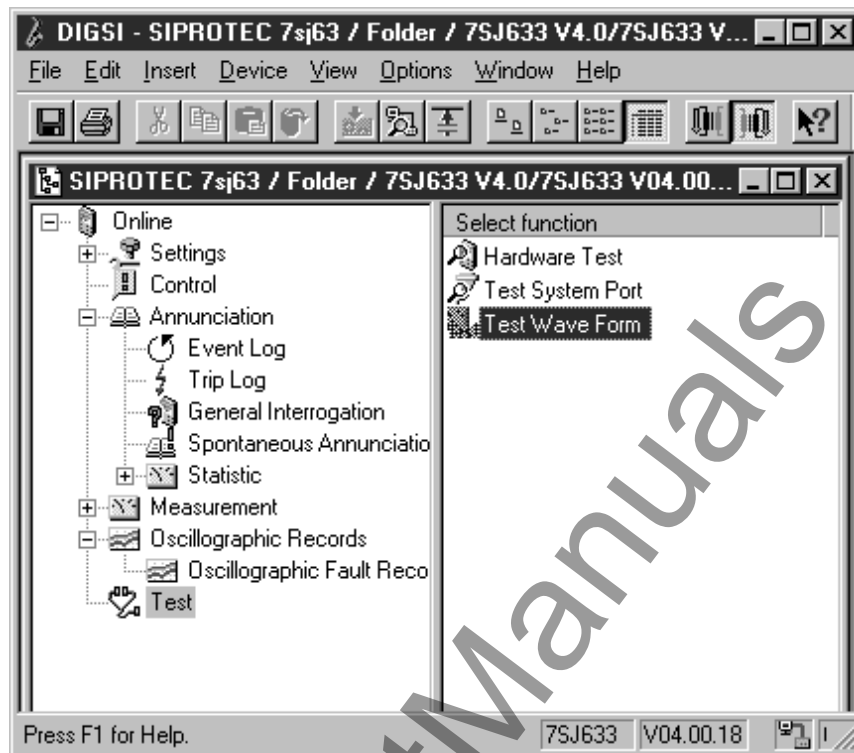 DIGSI - SIPROTEC 7sj63 / Folder / 7SJ633 V4.0/7SJ633 V...
File Edit Insert Device View Options Window Help
SIPROTEC 7sj63 / Folder / 7SJ633 V4.0/7SJ633 V04.00...
Online
Settings
Control
Annunciation
Event Log
Trip Log
General Interrogation
Spontaneous Annunciatio
Statistic
Measurement
Oscillographic Records
Oscillographic Fault Reco
Test
Select function
Hardware Test
Test System Port
Test Wave Form
Press F1 for Help. 7SJ633 V04.00.18
tManuals